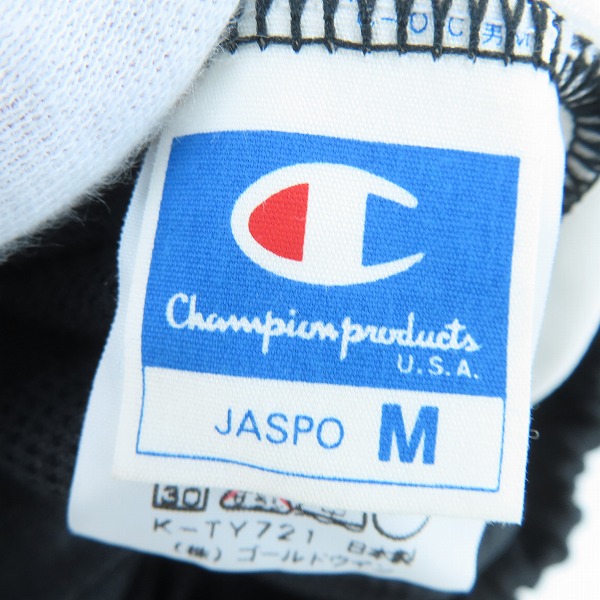 Champion products
U.S.A.
JASPO M
30
K-TY721 日本製
(株)ゴールドウイン